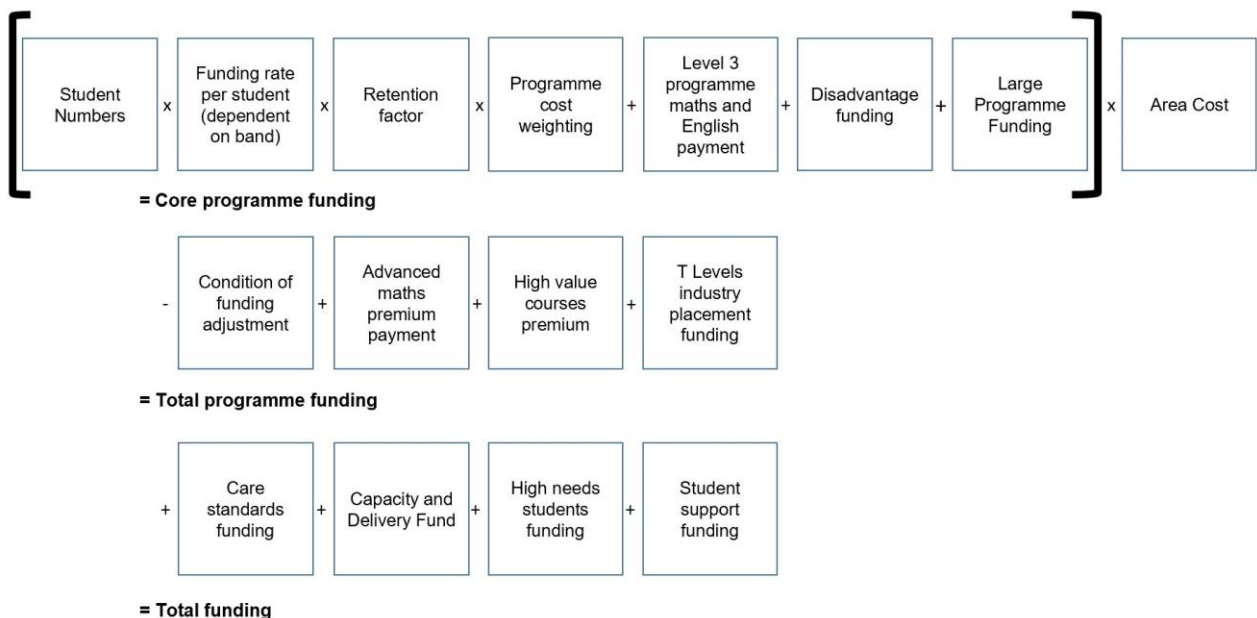 Student
Numbers
x
Funding rate
per student
(dependent
on band)
x
Retention
factor
x
Programme
cost
weighting
+
Level 3
programme
maths and
English
payment
+
Disadvantage
funding
+
Large
Programme
Funding
x
Area Cost
= Core programme funding
-
Condition of
funding
adjustment
+
Advanced
maths
premium
payment
+
High value
courses
premium
+
T Levels
industry
placement
funding
= Total programme funding
+
Care
standards
funding
+
Capacity and
Delivery Fund
+
High needs
students
funding
+
Student
support
funding
= Total funding